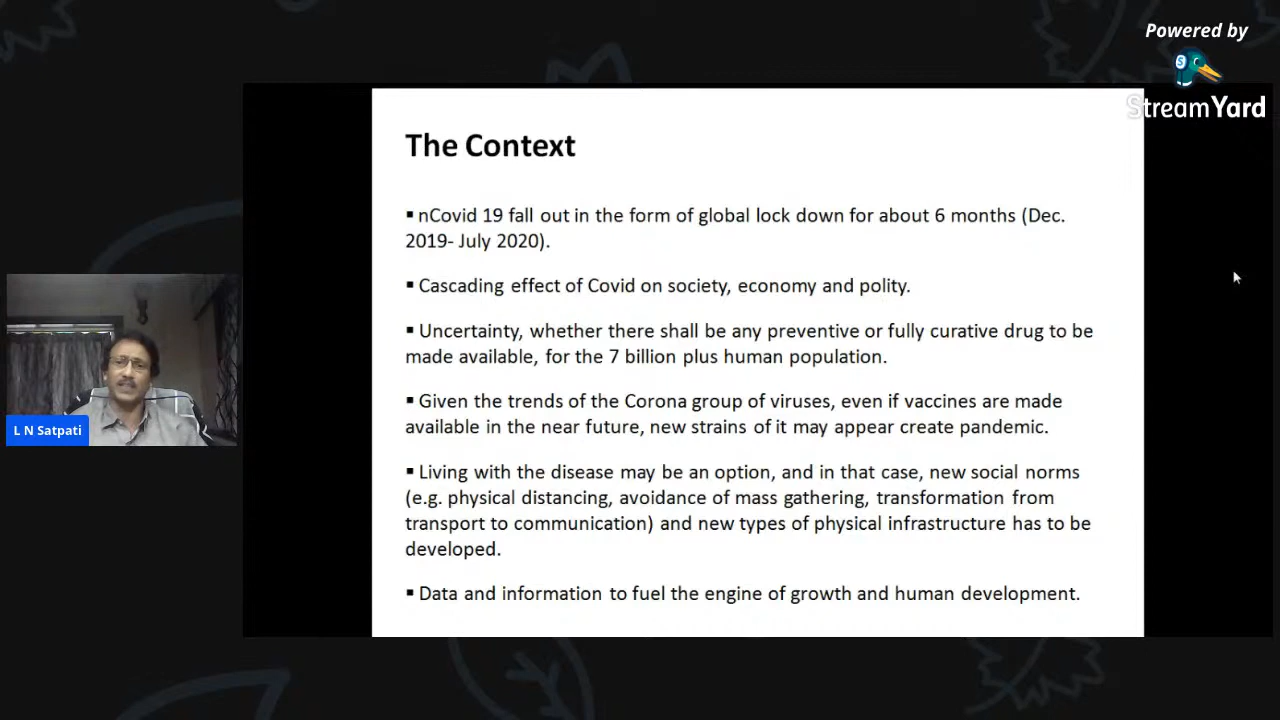 Powered by
StreamYard
The Context
▪ nCovid 19 fall out in the form of global lock down for about 6 months (Dec.
2019- July 2020).
▪ Cascading effect of Covid on society, economy and polity.
▪ Uncertainty, whether there shall be any preventive or fully curative drug to be
made available, for the 7 billion plus human population.
▪ Given the trends of the Corona group of viruses, even if vaccines are made
available in the near future, new strains of it may appear create pandemic.
▪ Living with the disease may be an option, and in that case, new social norms
(e.g. physical distancing, avoidance of mass gathering, transformation from
transport to communication) and new types of physical infrastructure has to be
developed.
▪ Data and information to fuel the engine of growth and human development.
L N Satpati